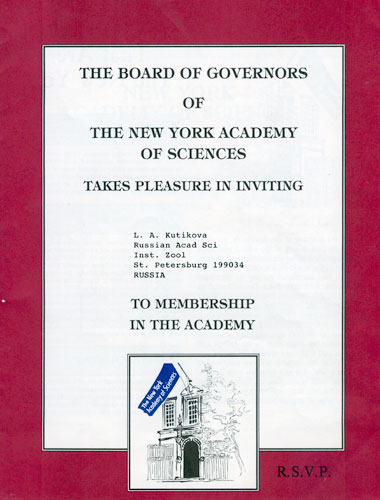 THE BOARD OF GOVERNORS
OF
THE NEW YORK ACADEMY
OF SCIENCES
TAKES PLEASURE IN INVITING
L. A. Kutikova
Russian Acad Sci
Inst. Zool
St. Petersburg 199034
RUSSIA
TO MEMBERSHIP
IN THE ACADEMY
The New York
Academy of Sciences
R.S.V.P.